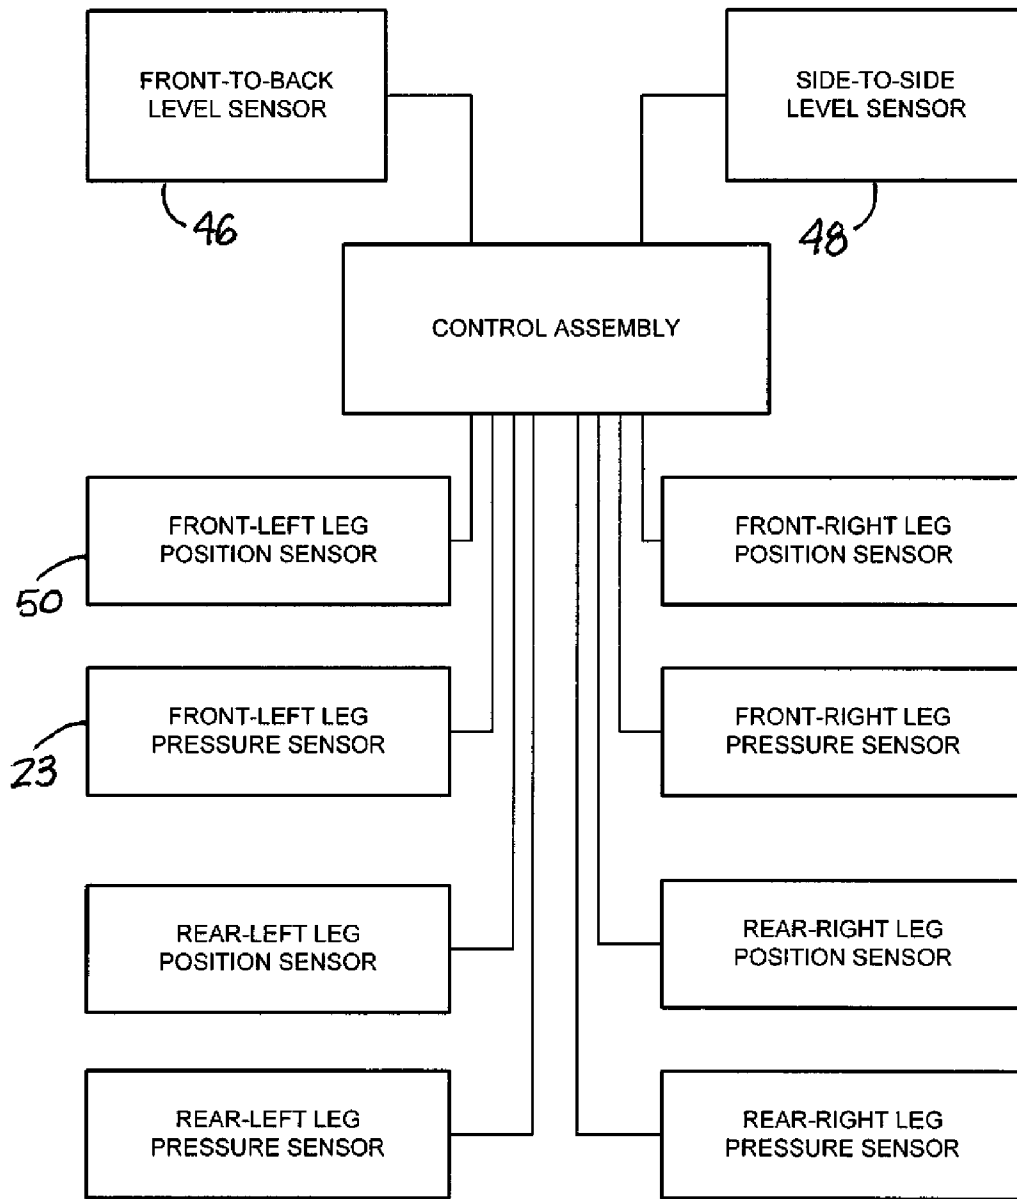 FRONT-TO-BACK
LEVEL SENSOR
SIDE-TO-SIDE
LEVEL SENSOR
46
48
CONTROL ASSEMBLY
FRONT-LEFT LEG
POSITION SENSOR
FRONT-RIGHT LEG
POSITION SENSOR
50
FRONT-LEFT LEG
PRESSURE SENSOR
FRONT-RIGHT LEG
PRESSURE SENSOR
23
REAR-LEFT LEG
POSITION SENSOR
REAR-RIGHT LEG
POSITION SENSOR
REAR-LEFT LEG
PRESSURE SENSOR
REAR-RIGHT LEG
PRESSURE SENSOR